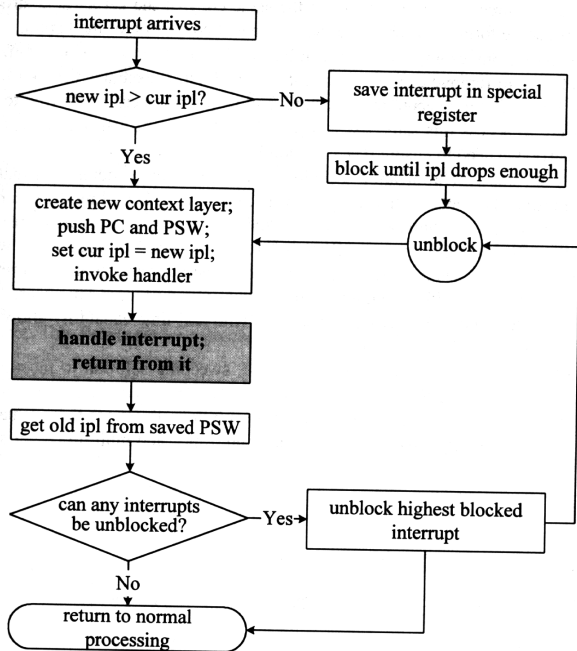 interrupt arrives
new ipl > cur ipl?
No
save interrupt in special
register
Yes
block until ipl drops enough
create new context layer;
push PC and PSW;
set cur ipl = new ipl;
invoke handler
unblock
handle interrupt;
return from it
get old ipl from saved PSW
can any interrupts
be unblocked?
Yes
unblock highest blocked
interrupt
No
return to normal
processing